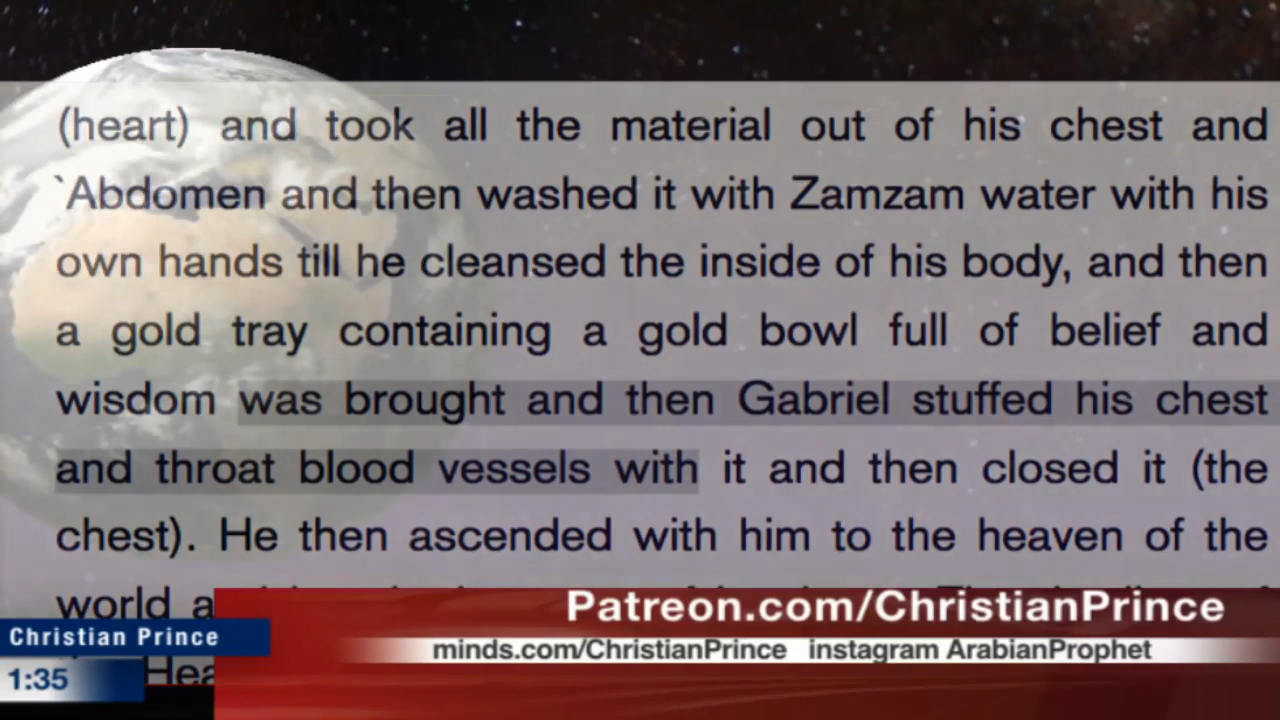 (heart) and took all the material out of his chest and
`Abdomen and then washed it with Zamzam water with his
own hands till he cleansed the inside of his body, and then
a gold tray containing a gold bowl full of belief and
wisdom was brought and then Gabriel stuffed his chest
and throat blood vessels with it and then closed it (the
chest). He then ascended with him to the heaven of the
world
Patreon.com/ChristianPrince
Christian Prince
minds.com/ChristianPrince instagram ArabianProphet
1:35